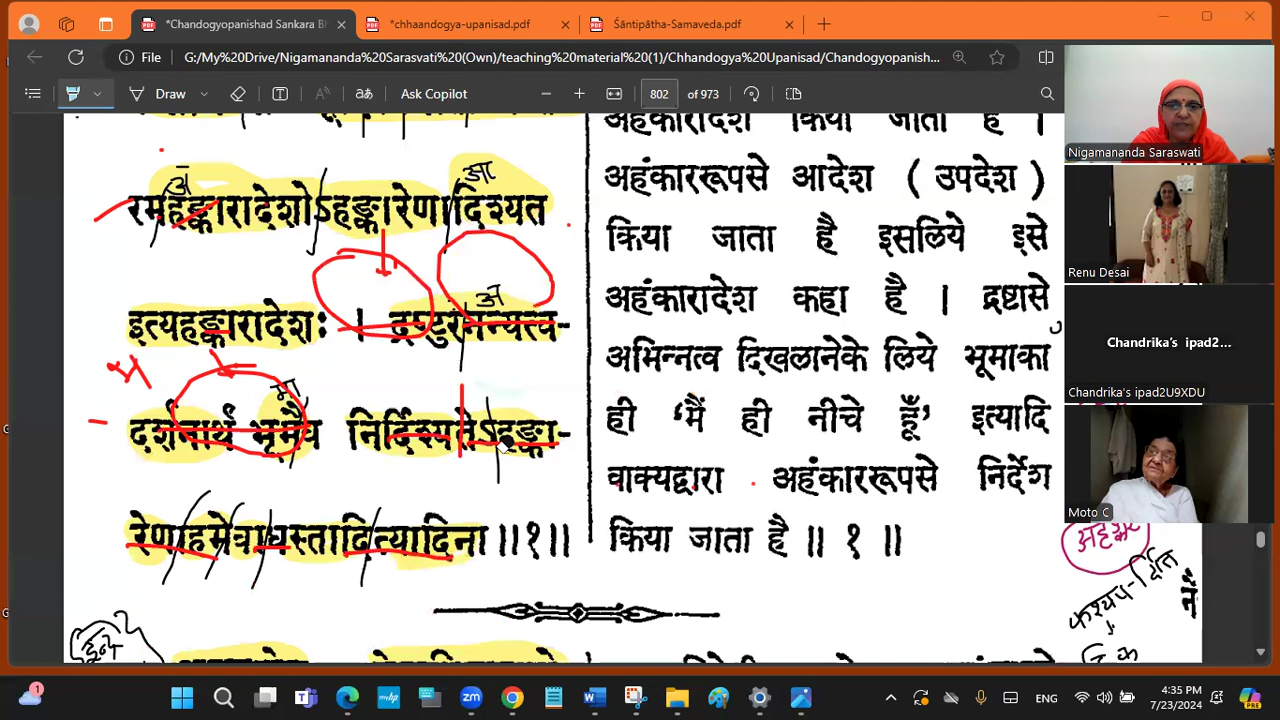 *Chandogyopanishad Sankara B
*chhaandogya-upanisad.pdf
Śāntipātha-Samaveda.pdf
File
G:/My%20Drive/Nigamananda%20Sarasvati%20(Own)/teaching%20material%20(1)/Chhandogya%20Upanisad/Chandogyopanish...
Draw
Ask Copilot
802 of 973
अहंकारादेश किया जाता है ।
रमहङ्कारादेशोऽहङ्कारेणादिश्यत
इत्यहङ्कारादेशः । द्रष्टुरनन्यत्व-
दर्शनार्थं भूमैव निर्दिश्यतेऽहङ्का-
रेणाहमेवाधस्तादित्यादिना ॥१॥
अहंकाररूपसे आदेश ( उपदेश )
किया जाता है इसलिये इसे
अहंकारादेश कहा है । द्रष्टासे
अभिन्नत्व दिखलानेके लिये भूमाका
ही ‘मैं ही नीचे हूँ’ इत्यादि
वाक्यद्वारा अहंकाररूपसे निर्देश
किया जाता है ॥ १ ॥
Nigamananda Saraswati
Renu Desai
Chandrika's ipad2...
Chandrika's ipad2U9XDU
Moto C
ENG
4:35 PM
7/23/2024